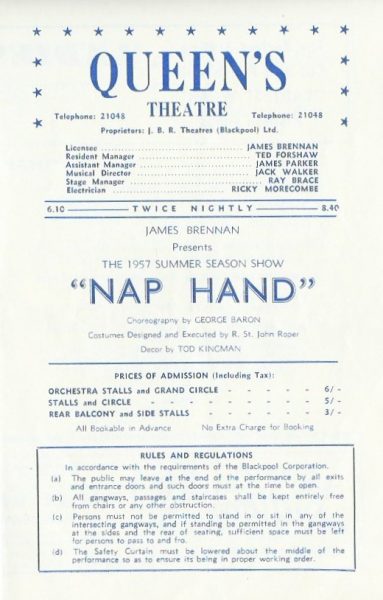 QUEEN'S
THEATRE
Telephone: 21048 Telephone: 21048
Proprietors: J. B. R. Theatres (Blackpool) Ltd.
Licensee JAMES BRENNAN
Resident Manager TED FORSHAW
Assistant Manager JAMES PARKER
Musical Director JACK WALKER
Stage Manager RAY BRACE
Electrician RICKY MORECOMBE
6.10 TWICE NIGHTLY 8.40
JAMES BRENNAN
Presents
THE 1957 SUMMER SEASON SHOW
"NAP HAND"
Choreography by GEORGE BARON
Costumes Designed and Executed by R. St. John Roper
Decor by TOD KINGMAN
PRICES OF ADMISSION (Including Tax):
ORCHESTRA STALLS and GRAND CIRCLE - - - - - 6/-
STALLS and CIRCLE - - - - - - - - 5/-
REAR BALCONY and SIDE STALLS - - - - - - 3/-
All Bookable in Advance No Extra Charge for Booking
RULES AND REGULATIONS
In accordance with the requirements of the Blackpool Corporation.
(a) The public may leave at the end of the performance by all exits
and entrance doors and such doors must at the time be open.
(b) All gangways, passages and staircases shall be kept entirely free
from chairs or any other obstruction.
(c) Persons must not be permitted to stand in or sit in any of the
intersecting gangways, and if standing be permitted in the gangways
at the sides and the rear of seating, sufficient space must be left
for persons to pass to and fro.
(d) The Safety Curtain must be lowered about the middle of the
performance so as to ensure its being in proper working order.